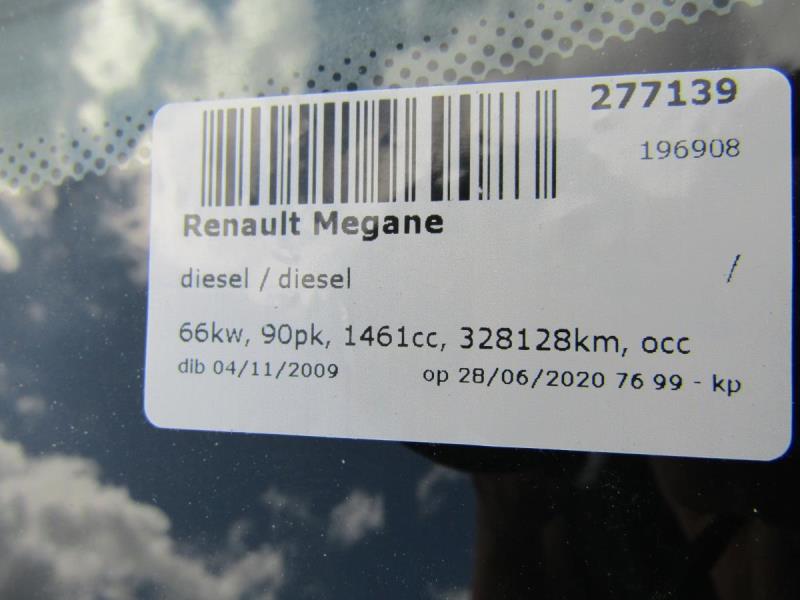 277139
196908
Renault Megane
diesel / diesel /
66kw, 90pk, 1461cc, 328128km, occ
dib 04/11/2009 op 28/06/2020 76 99 - kp